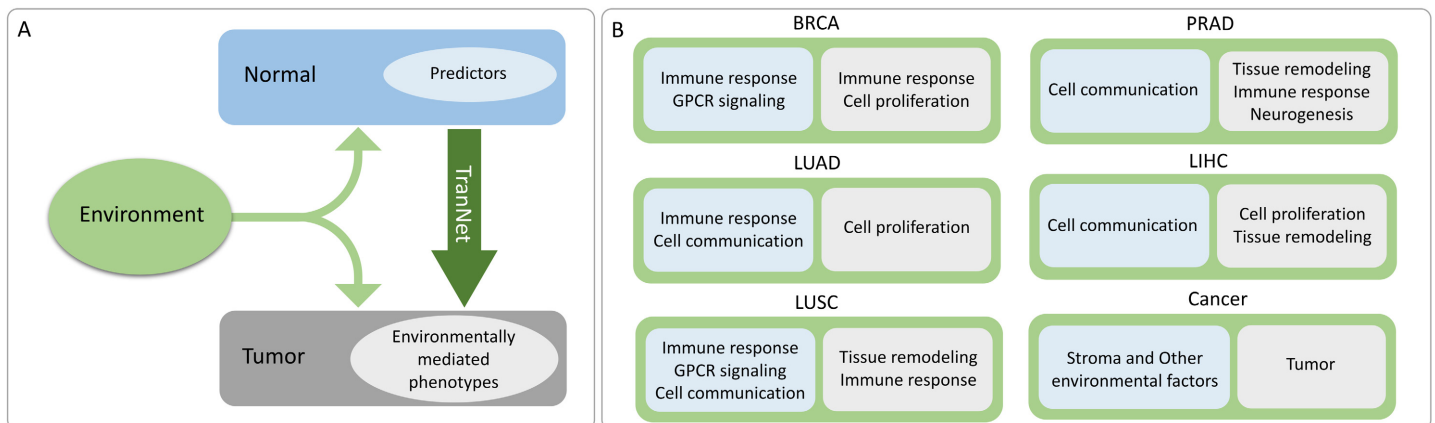 A
Normal
Predictors
Environment
TranNet
Tumor
Environmentally
mediated
phenotypes
B
BRCA
Immune response
GPCR signaling
Immune response
Cell proliferation
PRAD
Cell communication
Tissue remodeling
Immune response
Neurogenesis
LUAD
Immune response
Cell communication
Cell proliferation
LIHC
Cell communication
Cell proliferation
Tissue remodeling
LUSC
Immune response
GPCR signaling
Cell communication
Tissue remodeling
Immune response
Cancer
Stroma and Other
environmental factors
Tumor